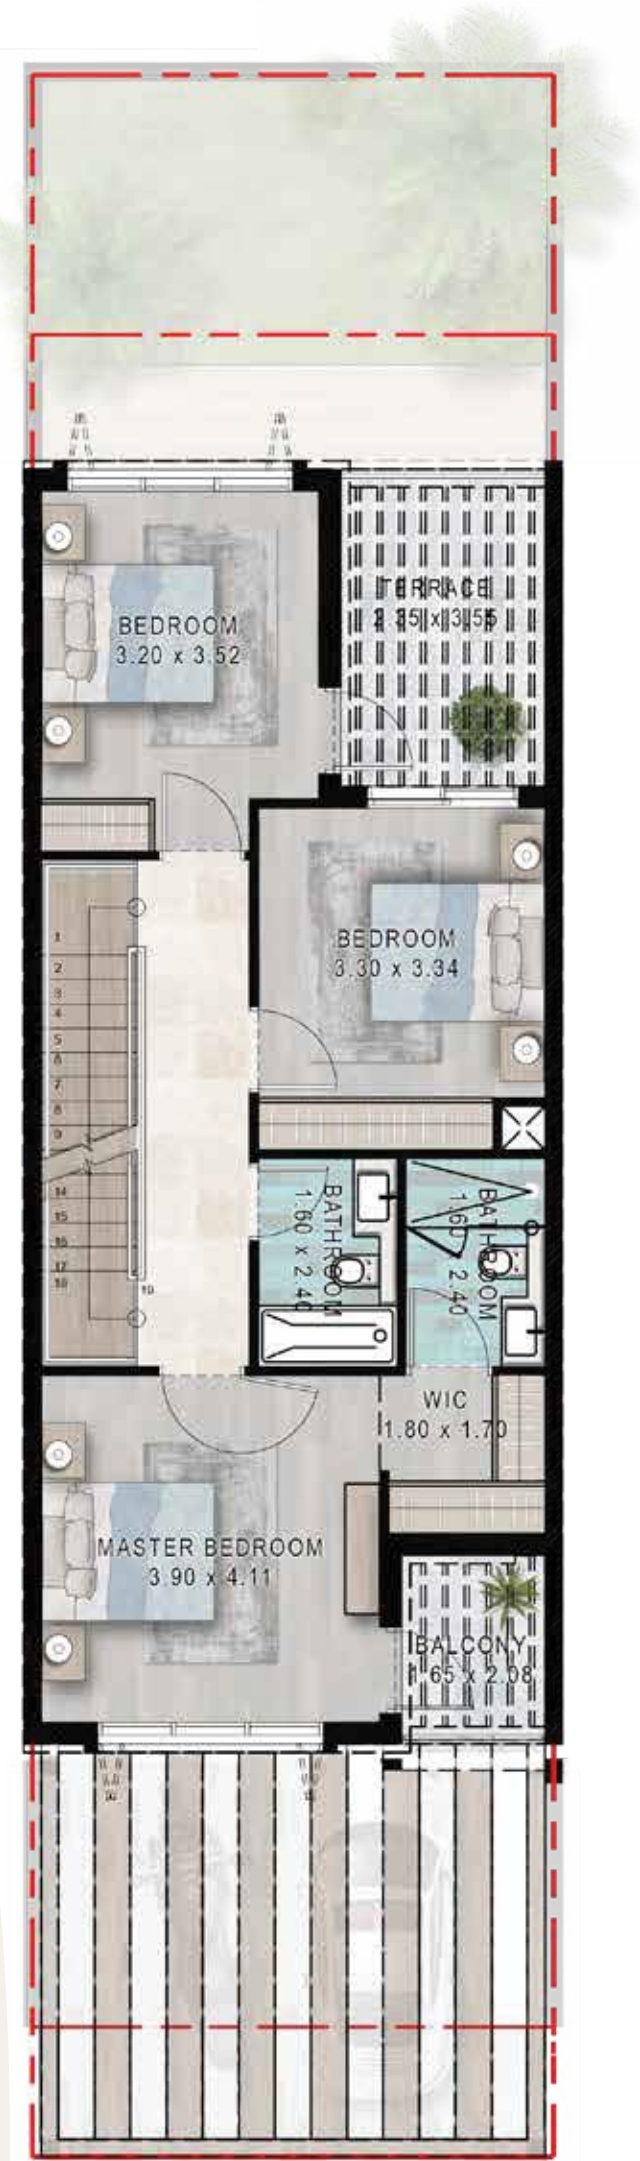 BEDROOM
3.20 x 3.52
TERRACE
2.35 x 3.55
BEDROOM
3.30 x 3.34
1
2
3
4
5
6
7
8
9
14
15
16
17
18
19
BATHROOM
1.60 x 2.40
BATHROOM
1.60 2.40
WIC
1.80 x 1.70
MASTER BEDROOM
3.90 x 4.11
BALCONY
1.65 x 2.08